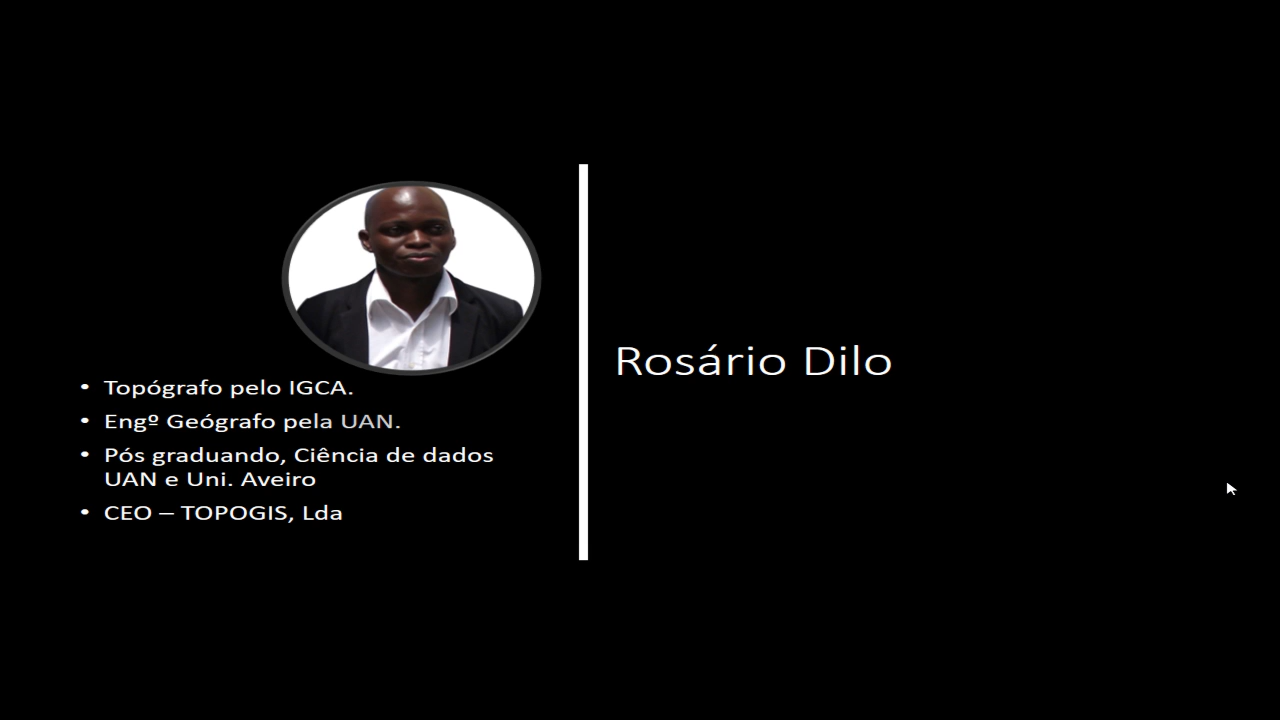 • Topógrafo pelo IGCA.
• Engº Geógrafo pela UAN.
• Pós graduando, Ciência de dados
UAN e Uni. Aveiro
• CEO – TOPOGIS, Lda
Rosário Dilo